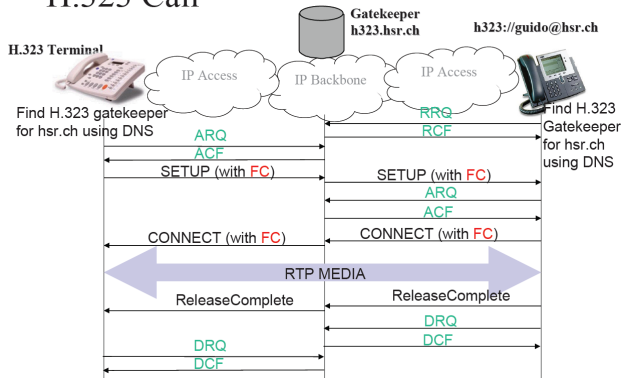 H.323 Call
Gatekeeper
h323.hsr.ch
h323://guido@hsr.ch
H.323 Terminal
IP Access
IP Backbone
IP Access
Find H.323 gatekeeper
for hsr.ch using DNS
Find H.323
Gatekeeper
for hsr.ch
using DNS
RRQ
RCF
ARQ
ACF
SETUP (with FC)
SETUP (with FC)
ARQ
ACF
CONNECT (with FC)
CONNECT (with FC)
RTP MEDIA
ReleaseComplete
ReleaseComplete
DRQ
DCF
DRQ
DCF